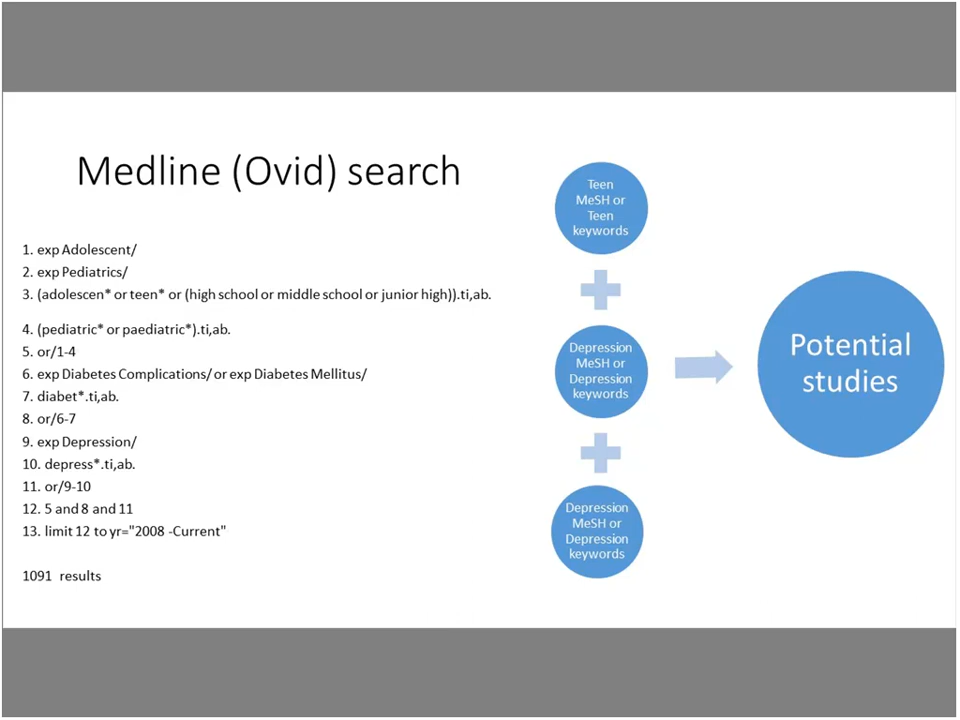 Medline (Ovid) search
1. exp Adolescent/
2. exp Pediatrics/
3. (adolescen* or teen* or (high school or middle school or junior high)).ti,ab.
4. (pediatric* or paediatric*).ti,ab.
5. or/1-4
6. exp Diabetes Complications/ or exp Diabetes Mellitus/
7. diabet*.ti,ab.
8. or/6-7
9. exp Depression/
10. depress*.ti,ab.
11. or/9-10
12. 5 and 8 and 11
13. limit 12 to yr="2008 -Current"
1091 results
Teen
MeSH or
Teen
keywords
Depression
MeSH or
Depression
keywords
Depression
MeSH or
Depression
keywords
Potential
studies